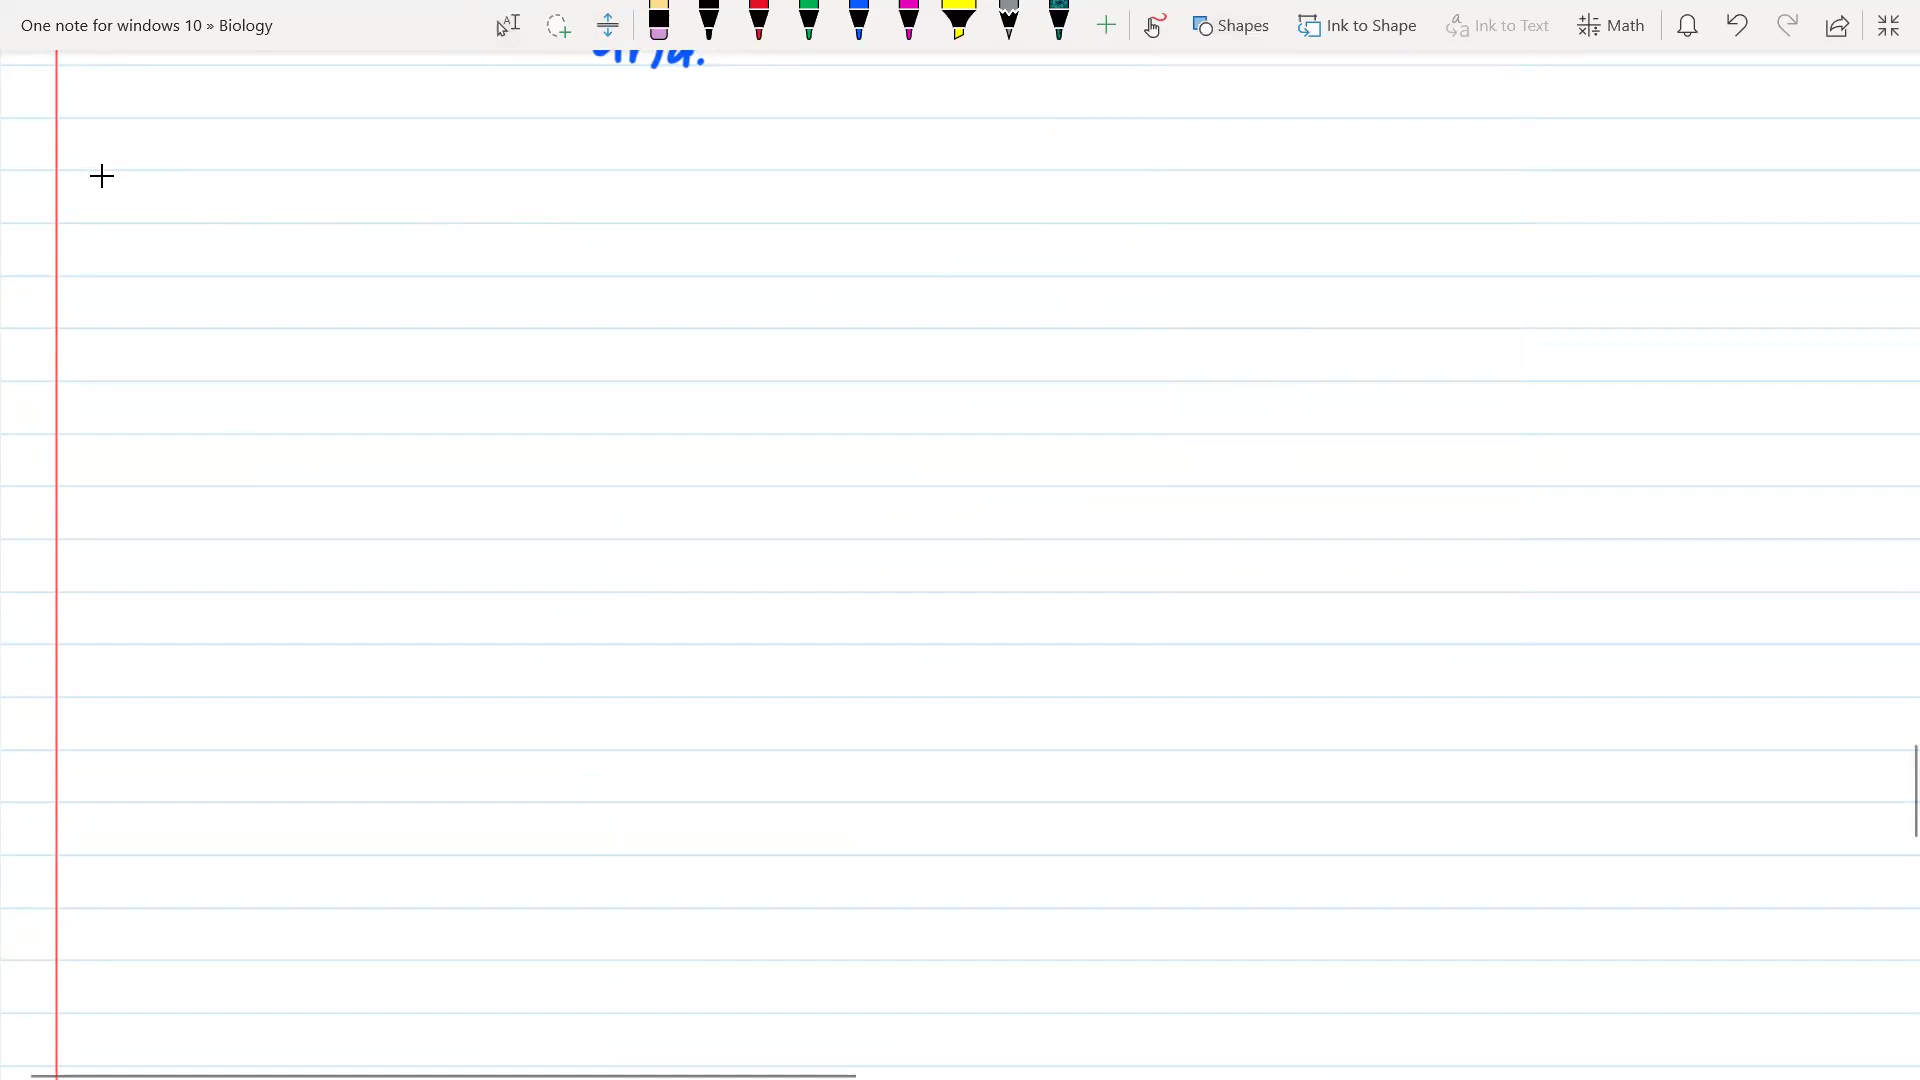 One note for windows 10 » Biology
Shapes
Ink to Shape
Ink to Text
Math